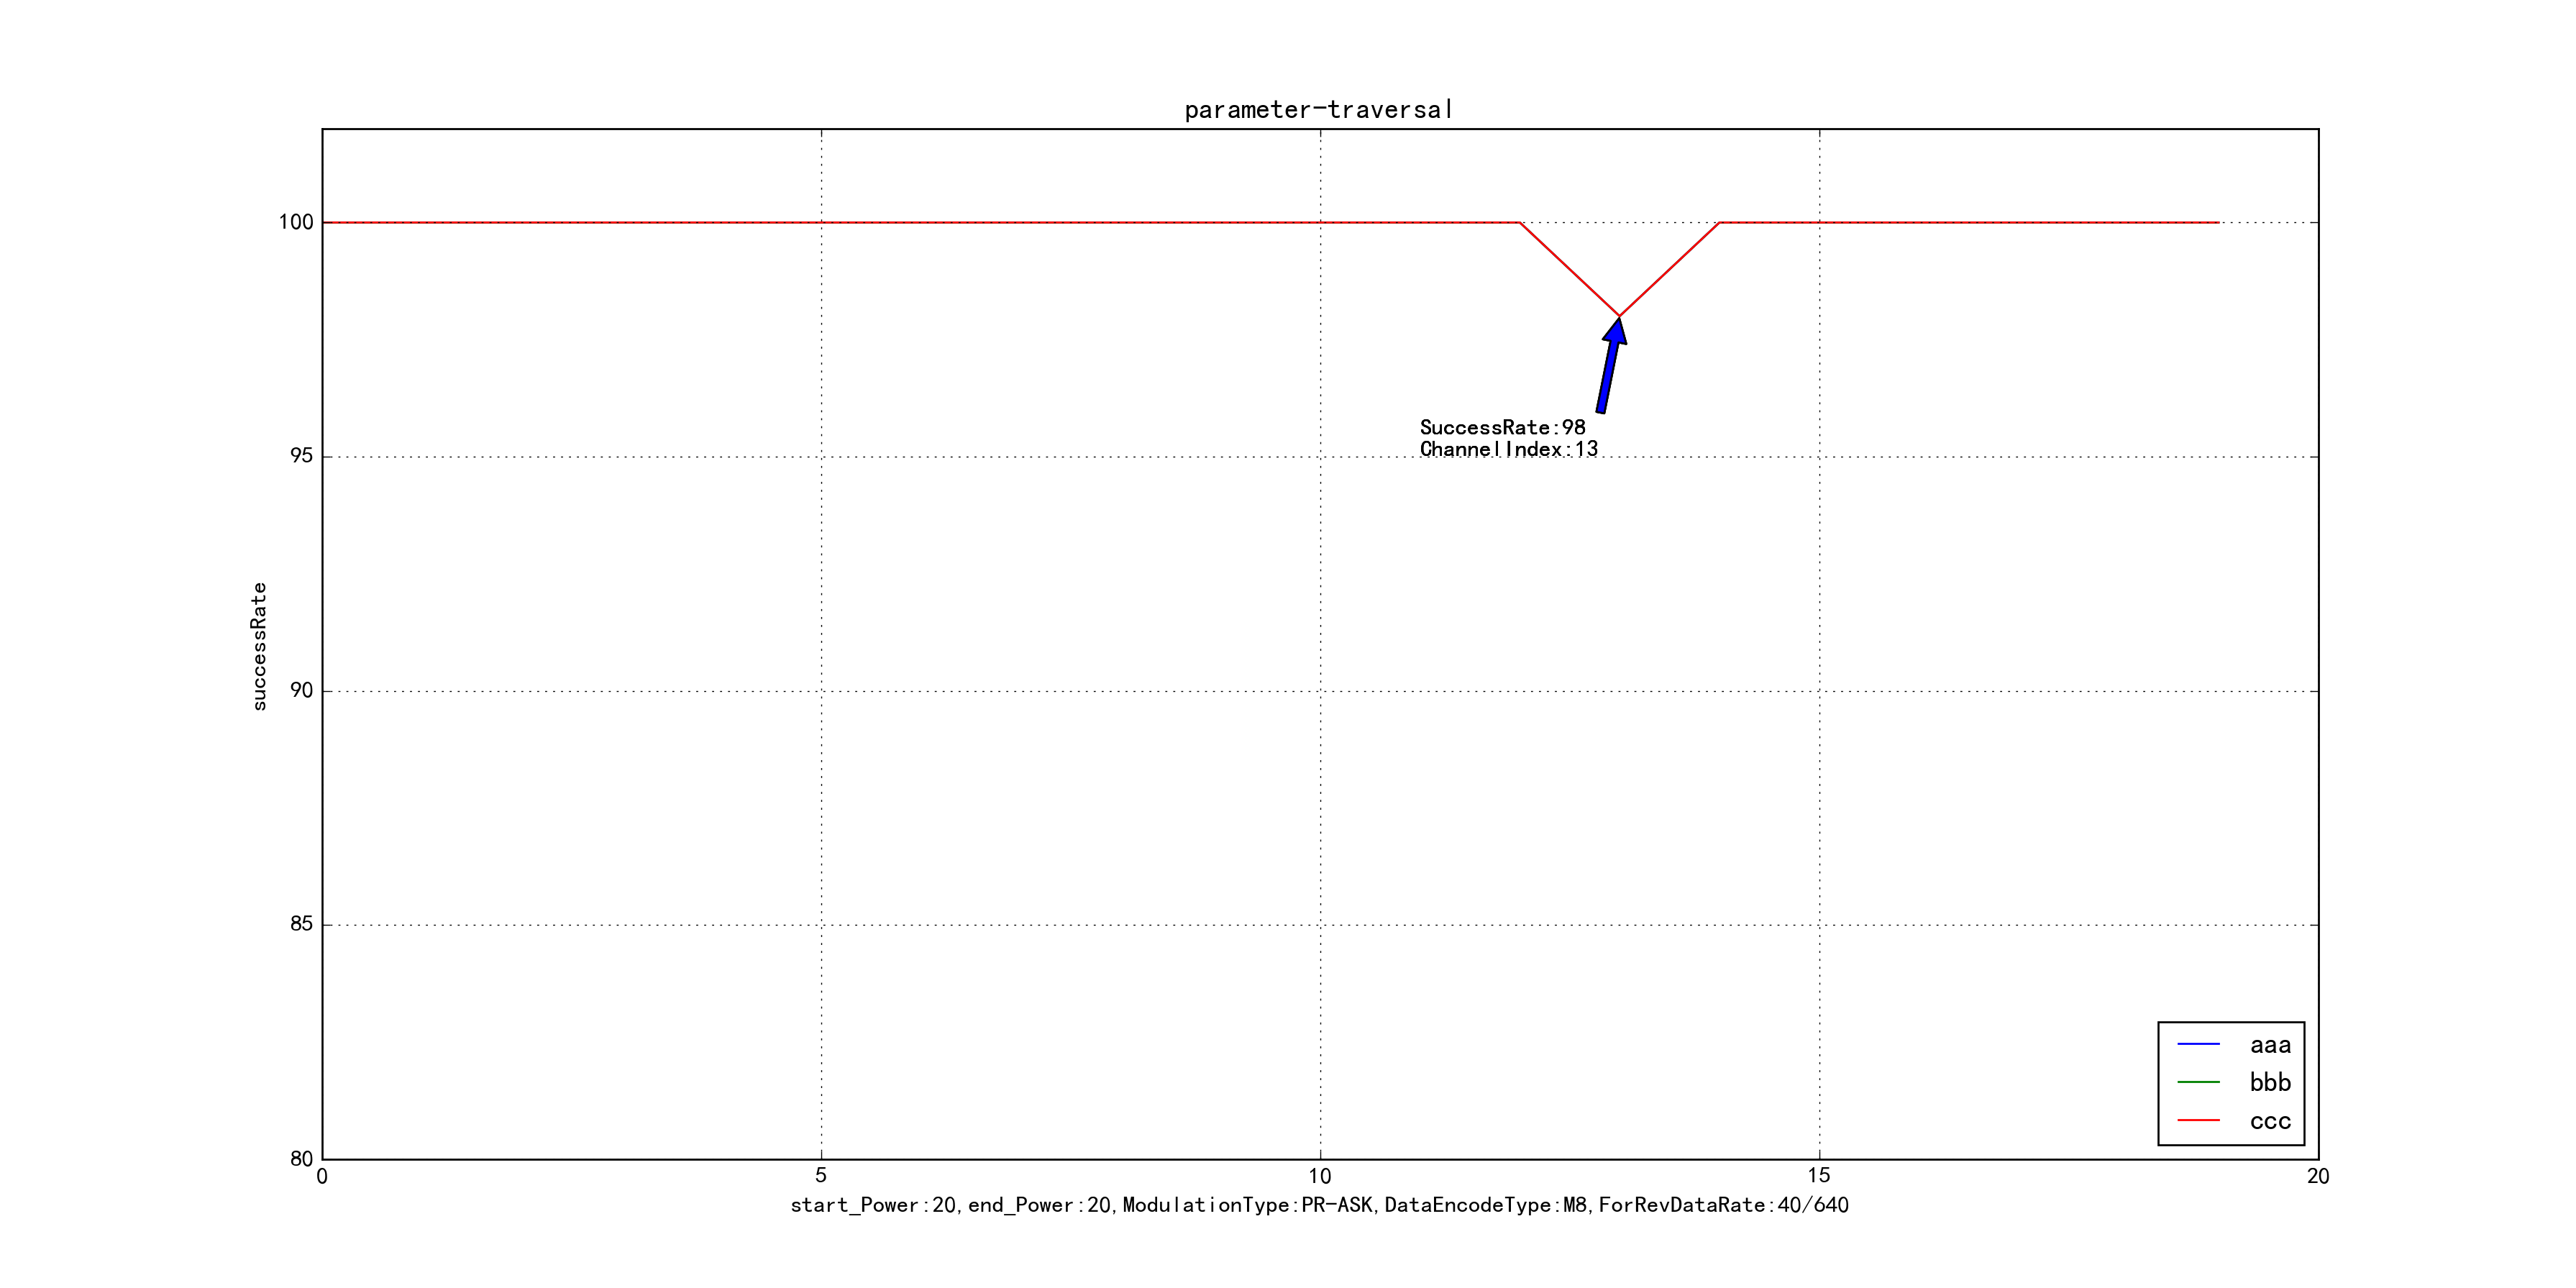 parameter-traversal
100
95
90
85
80
successRate
SuccessRate:98
ChannelIndex:13
aaa
bbb
ccc
0 5 10 15 20
start_Power:20,end_Power:20,ModulationType:PR-ASK,DataEncodeType:M8,ForRevDataRate:40/640